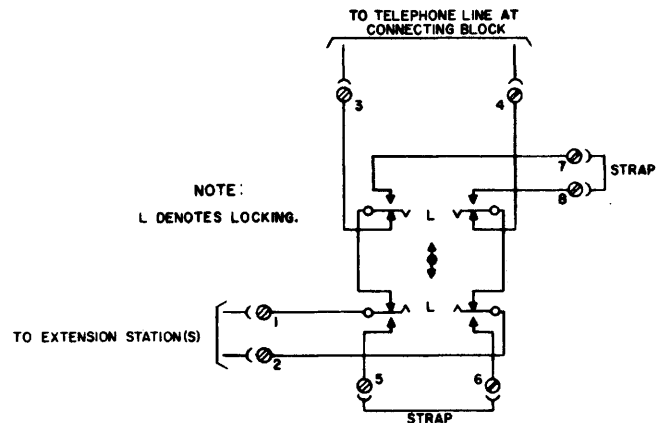 TO TELEPHONE LINE AT
CONNECTING BLOCK
3
4
7
STRAP
8
NOTE:
L DENOTES LOCKING.
L
L
1
TO EXTENSION STATION(S)
2
5
6
STRAP